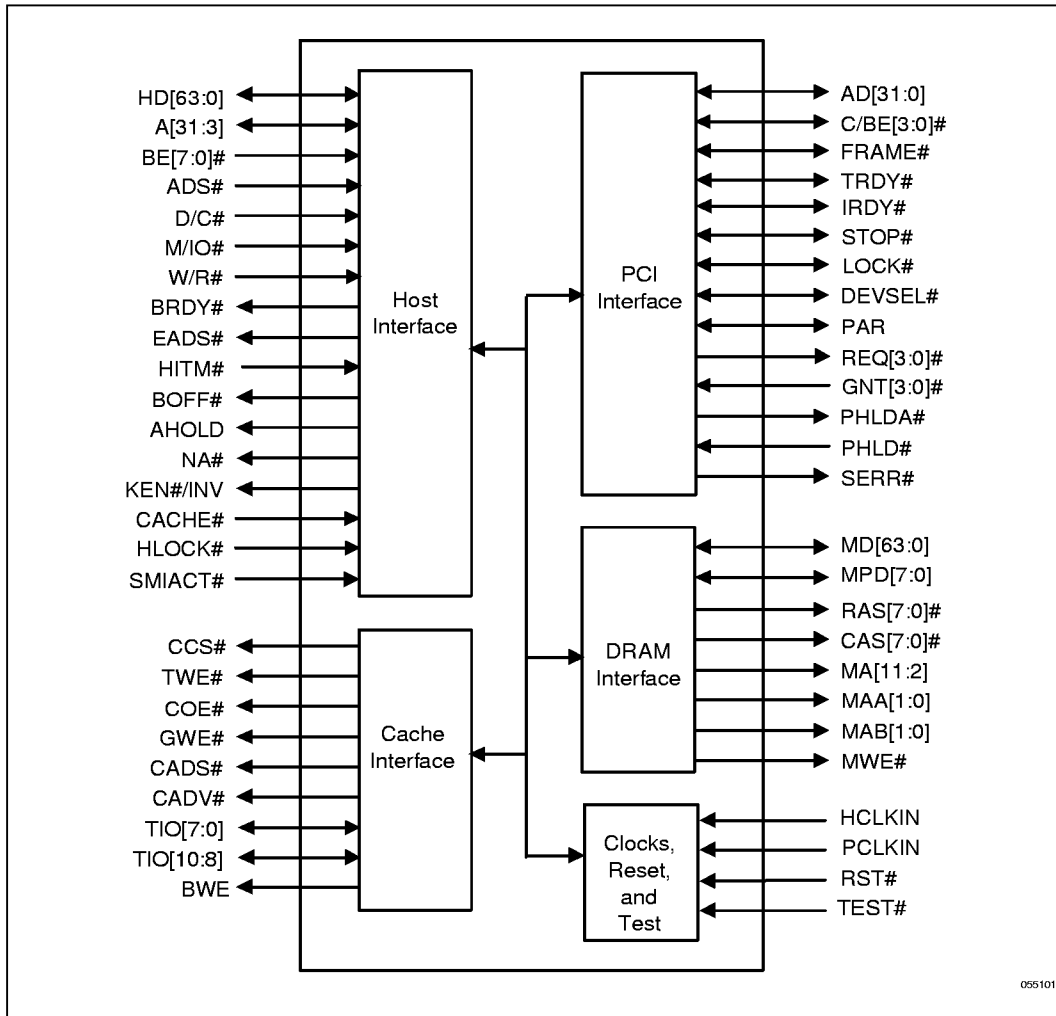 HD[63:0]
A[31:3]
BE[7:0]#
ADS#
D/C#
M/IO#
W/R#
BRDY#
EADS#
HITM#
BOFF#
AHOLD
NA#
KEN#/INV
CACHE#
HLOCK#
SMIACT#
Host
Interface
CCS#
TWE#
COE#
GWE#
CADS#
CADV#
TIO[7:0]
TIO[10:8]
BWE
Cache
Interface
PCI
Interface
AD[31:0]
C/BE[3:0]#
FRAME#
TRDY#
IRDY#
STOP#
LOCK#
DEVSEL#
PAR
REQ[3:0]#
GNT[3:0]#
PHLDA#
PHLD#
SERR#
DRAM
Interface
MD[63:0]
MPD[7:0]
RAS[7:0]#
CAS[7:0]#
MA[11:2]
MAA[1:0]
MAB[1:0]
MWE#
Clocks,
Reset,
and
Test
HCLKIN
PCLKIN
RST#
TEST#
055101